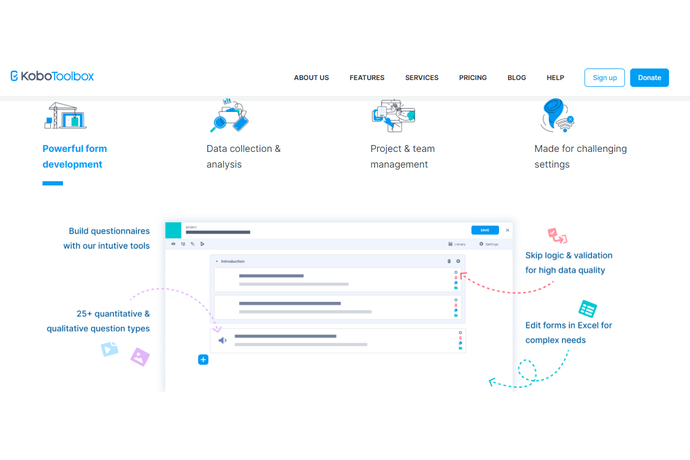 KoboToolbox
ABOUT US
FEATURES
SERVICES
PRICING
BLOG
HELP
Sign up
Donate
Powerful form
development
Data collection &
analysis
Project & team
management
Made for challenging
settings
Build questionnaires
with our intutive tools
25+ quantitative &
qualitative question types
PROJECT
SAVE
Library
Settings
Introduction
Skip logic & validation
for high data quality
Edit forms in Excel for
complex needs